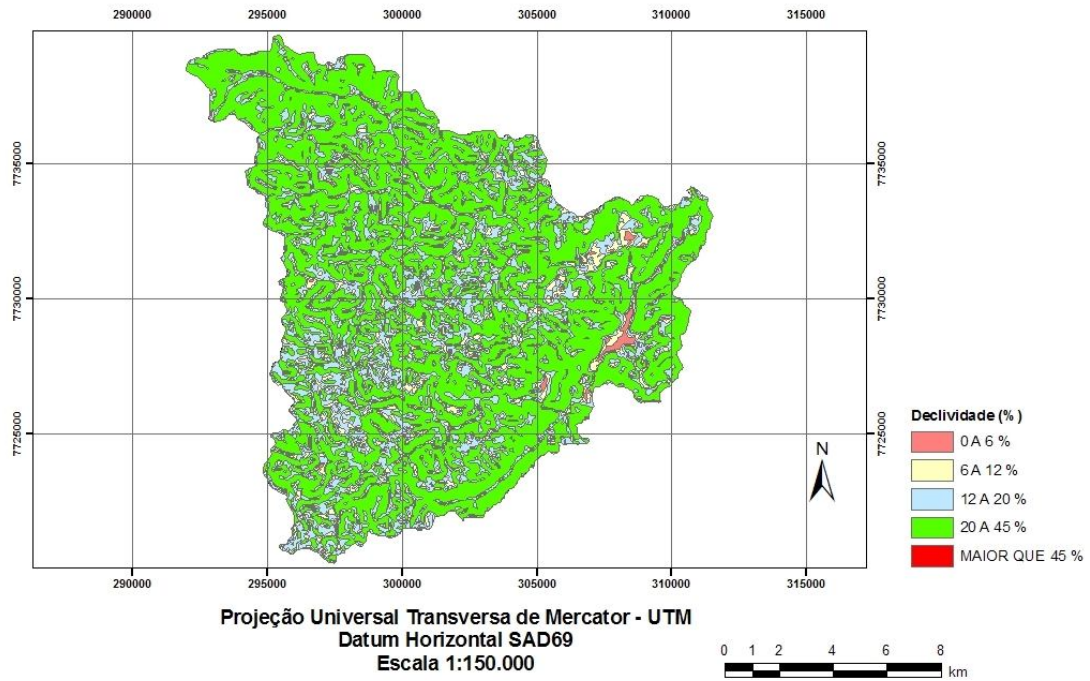 290000 295000 300000 305000 310000 315000
7735000 7735000
7730000 7730000
7725000 7725000
Declividade (%)
0 A 6 %
6 A 12 %
12 A 20 %
20 A 45 %
MAIOR QUE 45 %
N
290000 295000 300000 305000 310000 315000
Projeção Universal Transversa de Mercator - UTM
Datum Horizontal SAD69
Escala 1:150.000
0 1 2 4 6 8
km